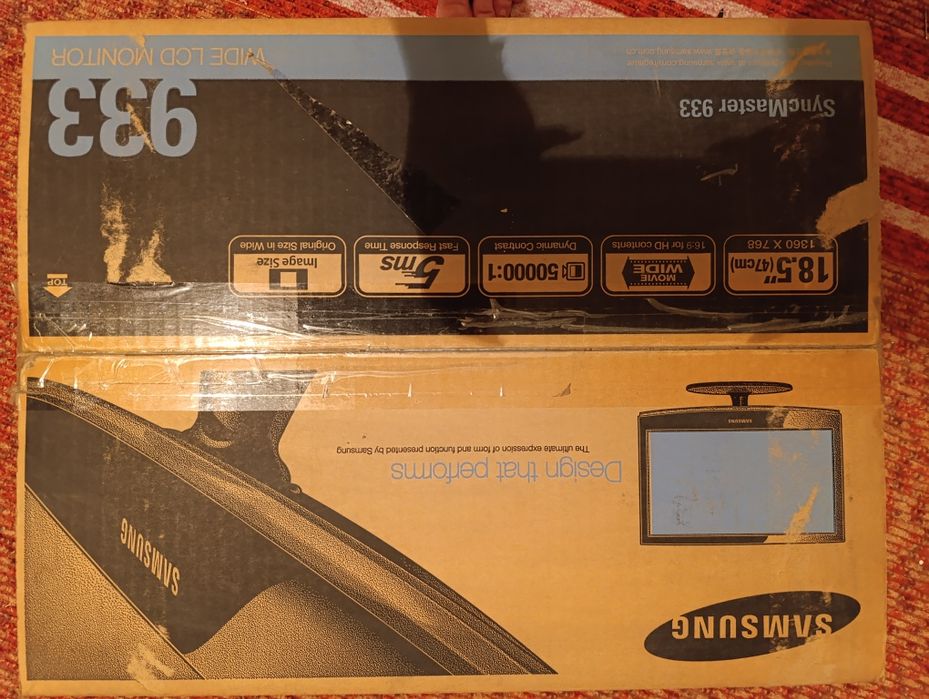 SAMSUNG
SAMSUNG
SAMSUNG
Design that performs
The ultimate expression of form and function presented by Samsung
TOP
18.5"(47cm)
1360 X 768
MOVIE
WIDE
16:9 for HD contents
50000:1
Dynamic Contrast
5ms
Fast Response Time
Image Size
Original Size in Wide
SyncMaster 933
933
WIDE LCD MONITOR